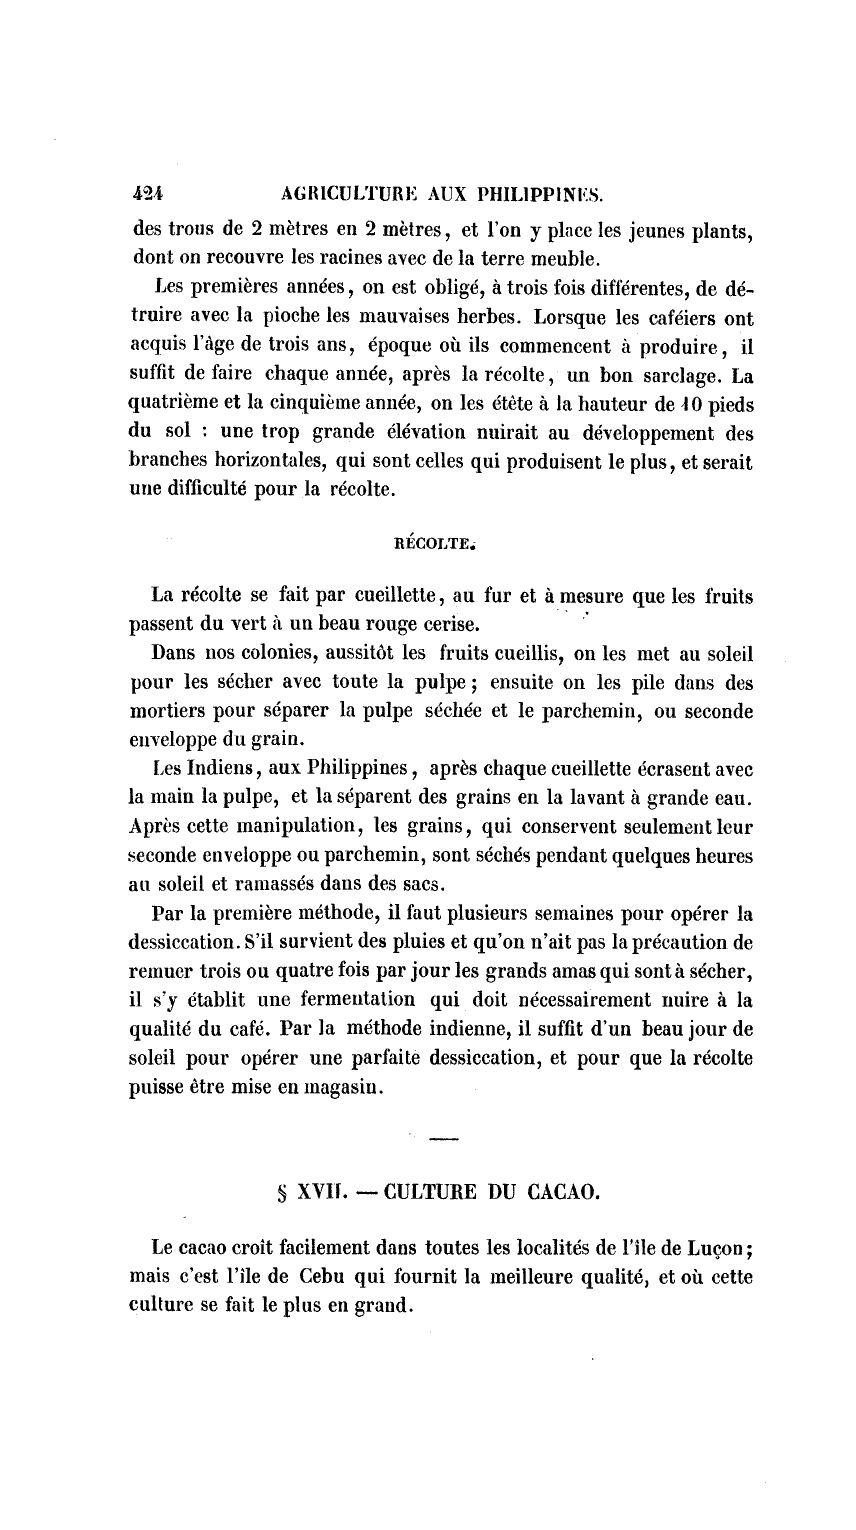 424 AGRICULTURE AUX PHILIPPINES.
des trous de 2 mètres en 2 mètres, et l'on y place les jeunes plants,
dont on recouvre les racines avec de la terre meuble.
Les premières années, on est obligé, à trois fois différentes, de dé-
truire avec la pioche les mauvaises herbes. Lorsque les caféiers ont
acquis l'âge de trois ans, époque où ils commencent à produire, il
suffit de faire chaque année, après la récolte, un bon sarclage. La
quatrième et la cinquième année, on les étête à la hauteur de 10 pieds
du sol : une trop grande élévation nuirait au développement des
branches horizontales, qui sont celles qui produisent le plus, et serait
une difficulté pour la récolte.
RÉCOLTE.
La récolte se fait par cueillette, au fur et à mesure que les fruits
passent du vert à un beau rouge cerise.
Dans nos colonies, aussitôt les fruits cueillis, on les met au soleil
pour les sécher avec toute la pulpe ; ensuite on les pile dans des
mortiers pour séparer la pulpe séchée et le parchemin, ou seconde
enveloppe du grain.
Les Indiens, aux Philippines, après chaque cueillette écrasent avec
la main la pulpe, et la séparent des grains en la lavant à grande eau.
Après cette manipulation, les grains, qui conservent seulement leur
seconde enveloppe ou parchemin, sont séchés pendant quelques heures
au soleil et ramassés dans des sacs.
Par la première méthode, il faut plusieurs semaines pour opérer la
dessiccation. S'il survient des pluies et qu'on n'ait pas la précaution de
remuer trois ou quatre fois par jour les grands amas qui sont à sécher,
il s'y établit une fermentation qui doit nécessairement nuire à la
qualité du café. Par la méthode indienne, il suffit d'un beau jour de
soleil pour opérer une parfaite dessiccation, et pour que la récolte
puisse être mise en magasin.
§ XVII. — CULTURE DU CACAO.
Le cacao croît facilement dans toutes les localités de l'île de Luçon ;
mais c'est l'île de Cebu qui fournit la meilleure qualité, et où cette
culture se fait le plus en grand.